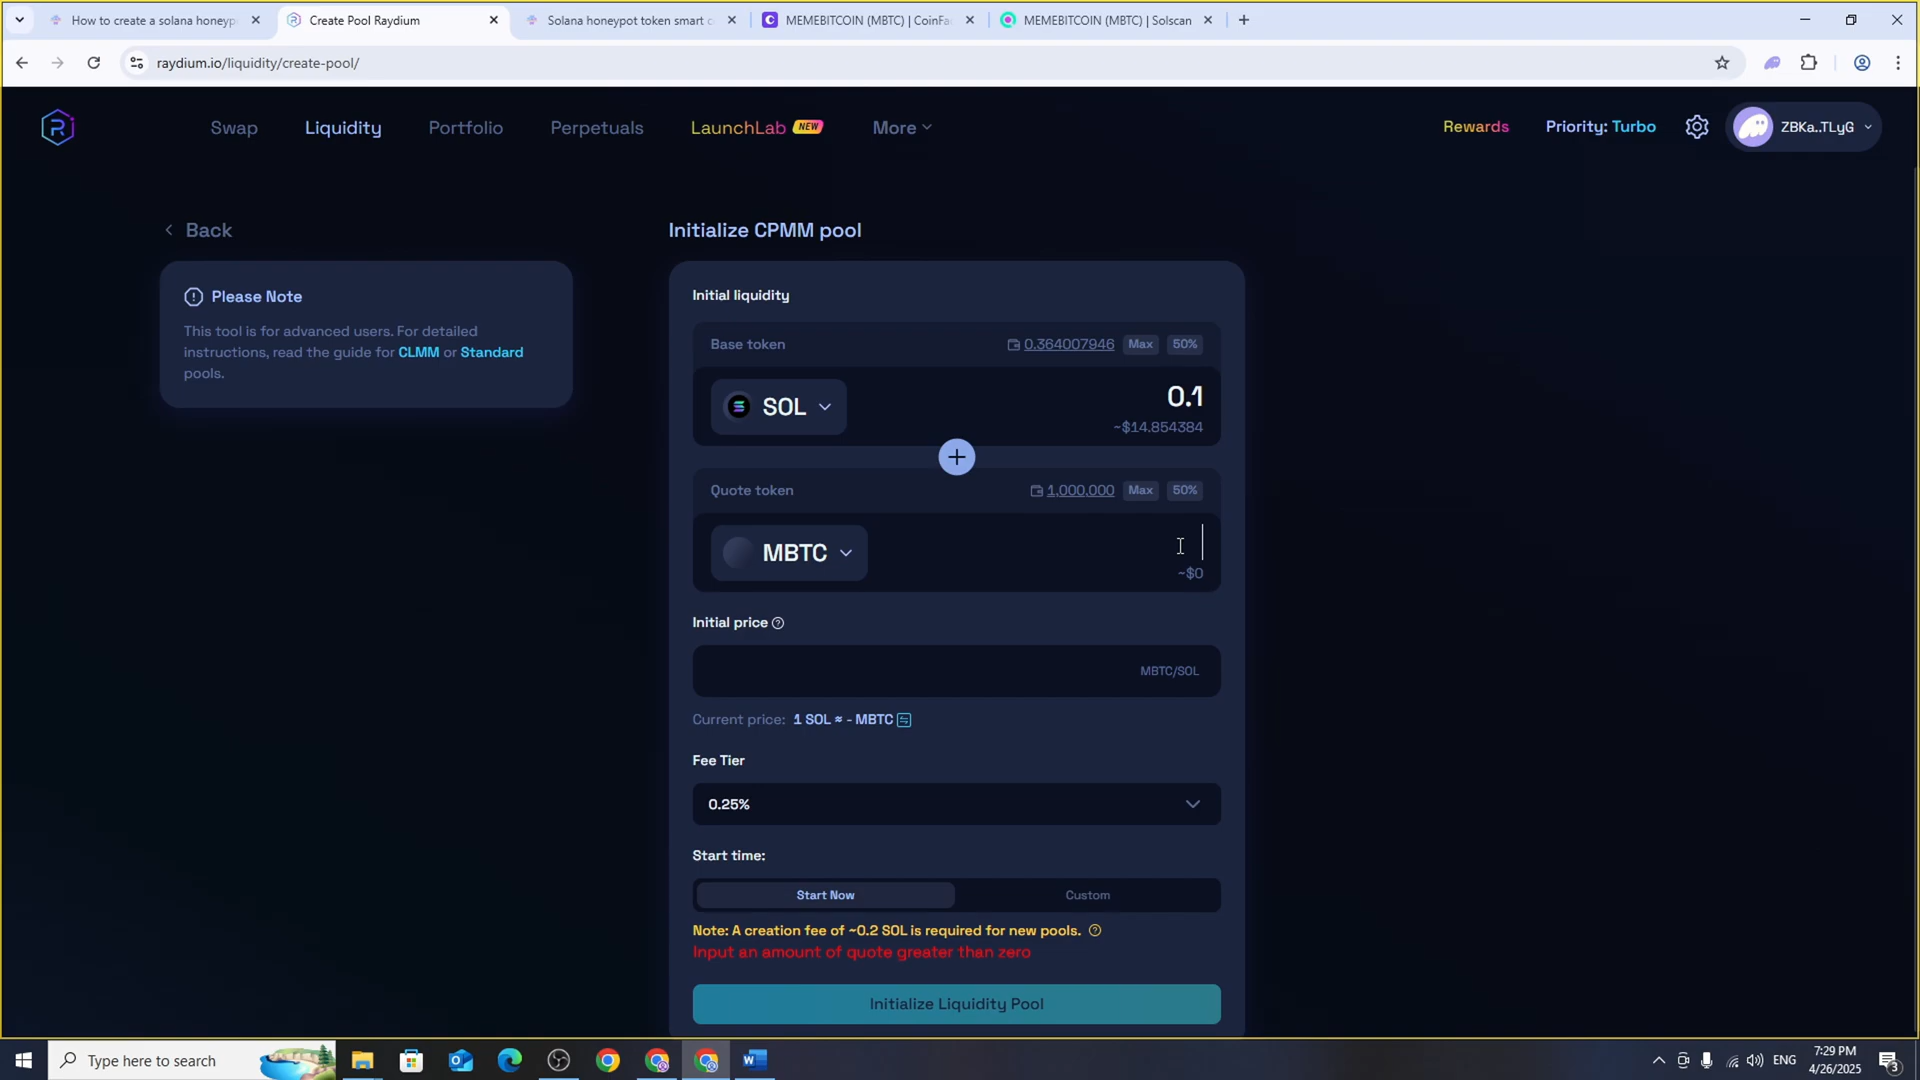 How to create a solana honeyp
Create Pool Raydium
Solana honeypot token smart c
MEMEBITCOIN (MBTC) | CoinFa
MEMEBITCOIN (MBTC) | Solscan
raydium.io/liquidity/create-pool/
Swap
Liquidity
Portfolio
Perpetuals
LaunchLab NEW
More
Rewards
Priority: Turbo
ZBKa..TLyG
Back
Initialize CPMM pool
Please Note
This tool is for advanced users. For detailed
instructions, read the guide for CLMM or Standard
pools.
Initial liquidity
Base token
0.364007946 Max 50%
SOL
0.1
~$14.854384
Quote token
1,000,000 Max 50%
MBTC
~$0
Initial price
MBTC/SOL
Current price: 1 SOL ≈ - MBTC
Fee Tier
0.25%
Start time:
Start Now
Custom
Note: A creation fee of ~0.2 SOL is required for new pools.
Input an amount of quote greater than zero
Initialize Liquidity Pool
Type here to search
ENG
7:29 PM
4/26/2025
3